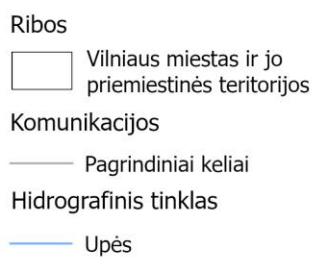 Ribos
Vilniaus miestas ir jo
priemiestinės teritorijos
Komunikacijos
Pagrindiniai keliai
Hidrografinis tinklas
Upės